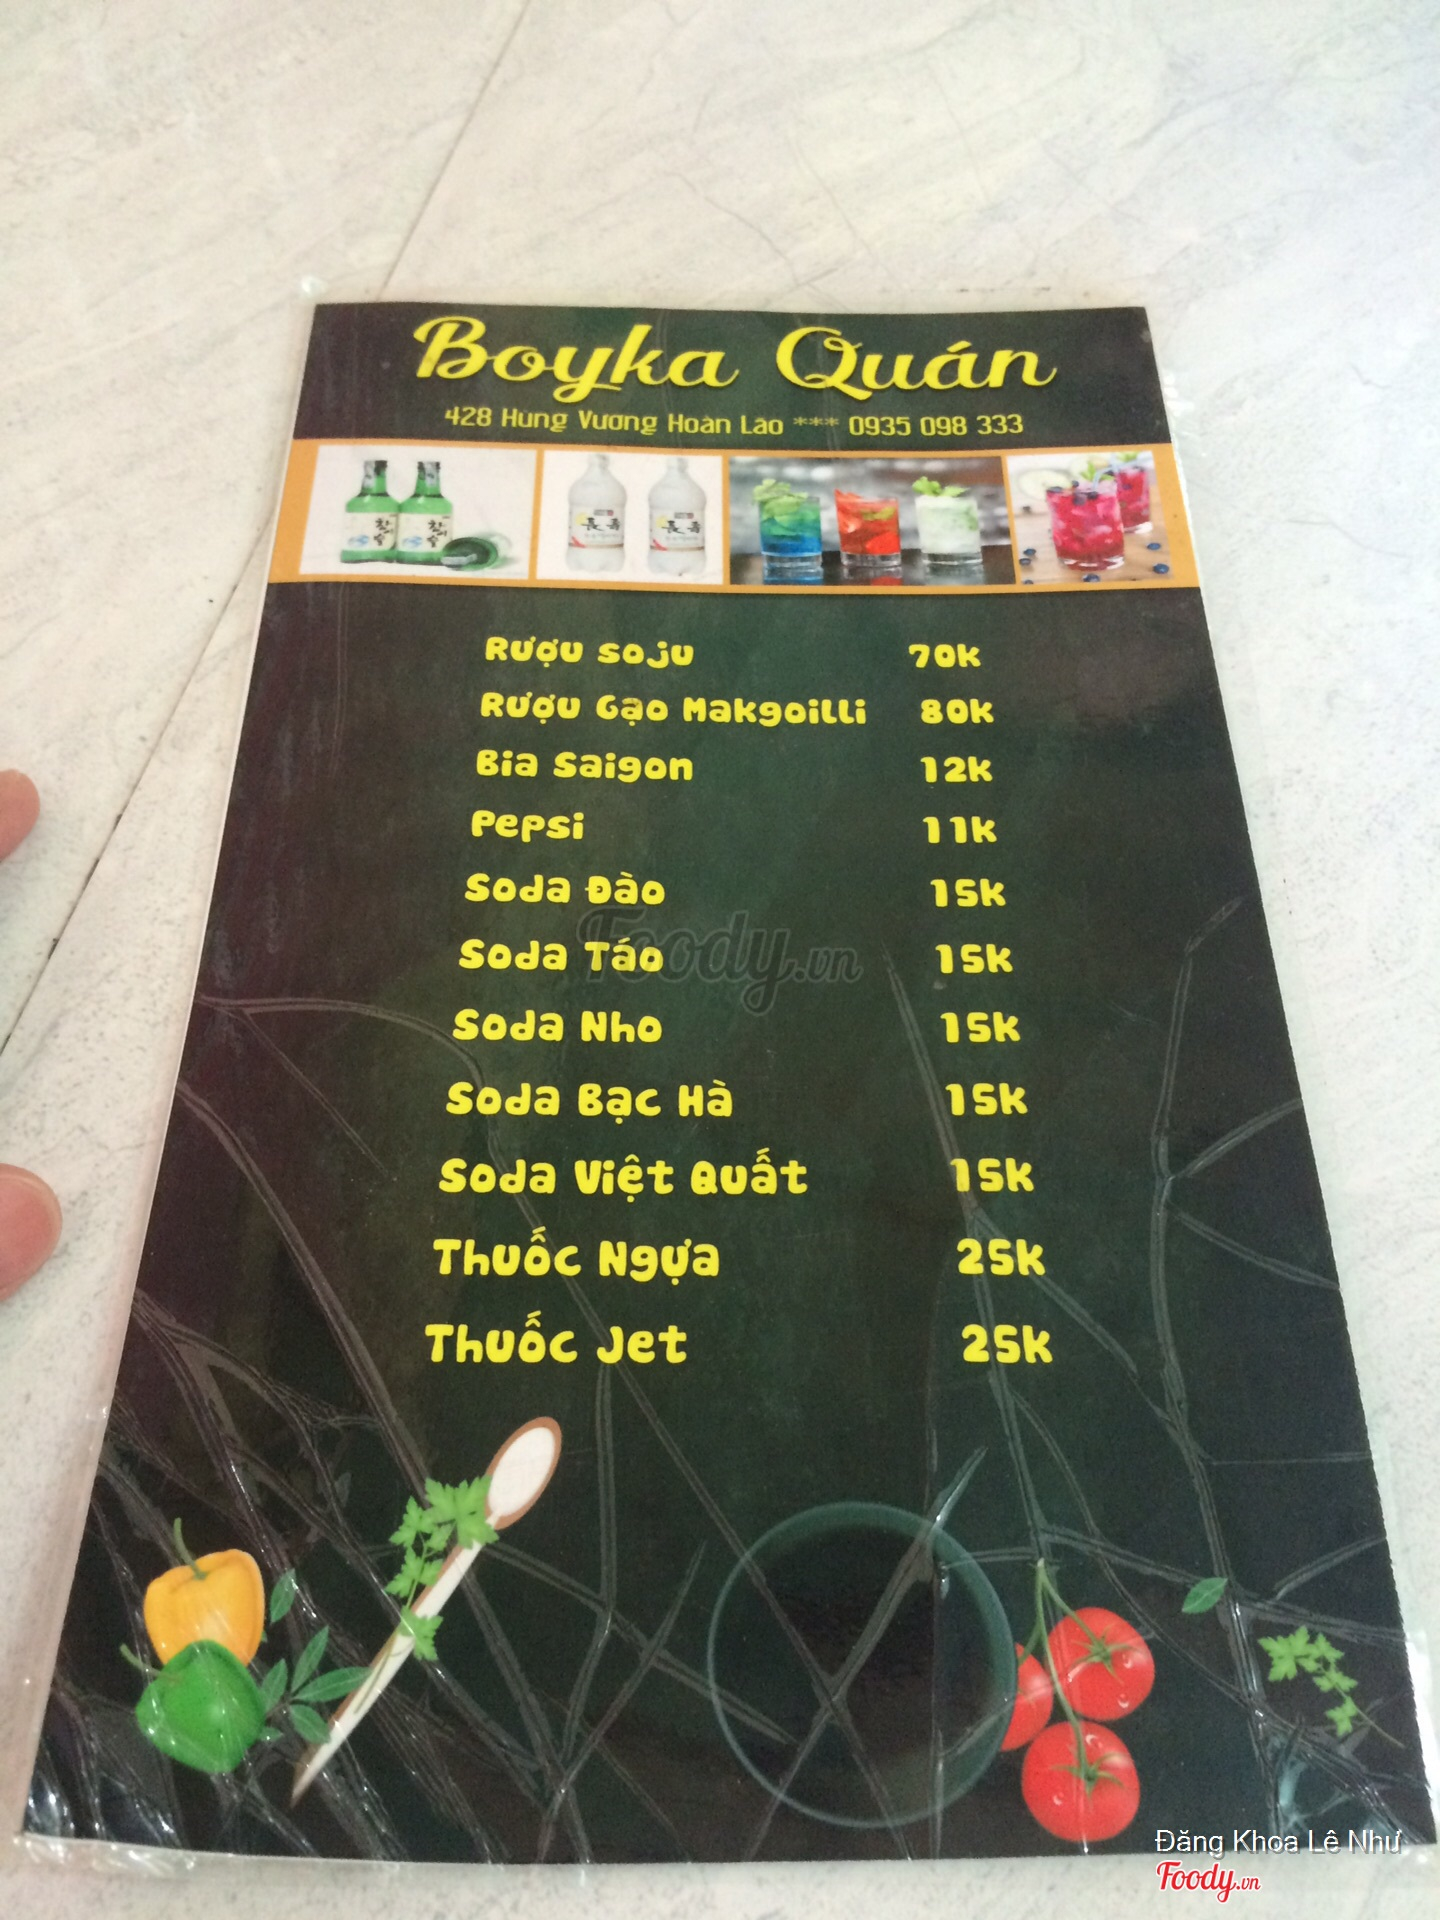 Boyka Quán
428 Hùng Vương Hoàn Lão *** 0935 098 333
Rượu soju 70k
Rượu Gạo Makgoilli 80k
Bia Saigon 12k
Pepsi 11k
Soda Đào 15k
Soda Táo 15k
Soda Nho 15k
Soda Bạc Hà 15k
Soda Việt Quất 15k
Thuốc Ngựa 25k
Thuốc Jet 25k
Foody.vn
Đăng Khoa Lê Như
Foody.vn